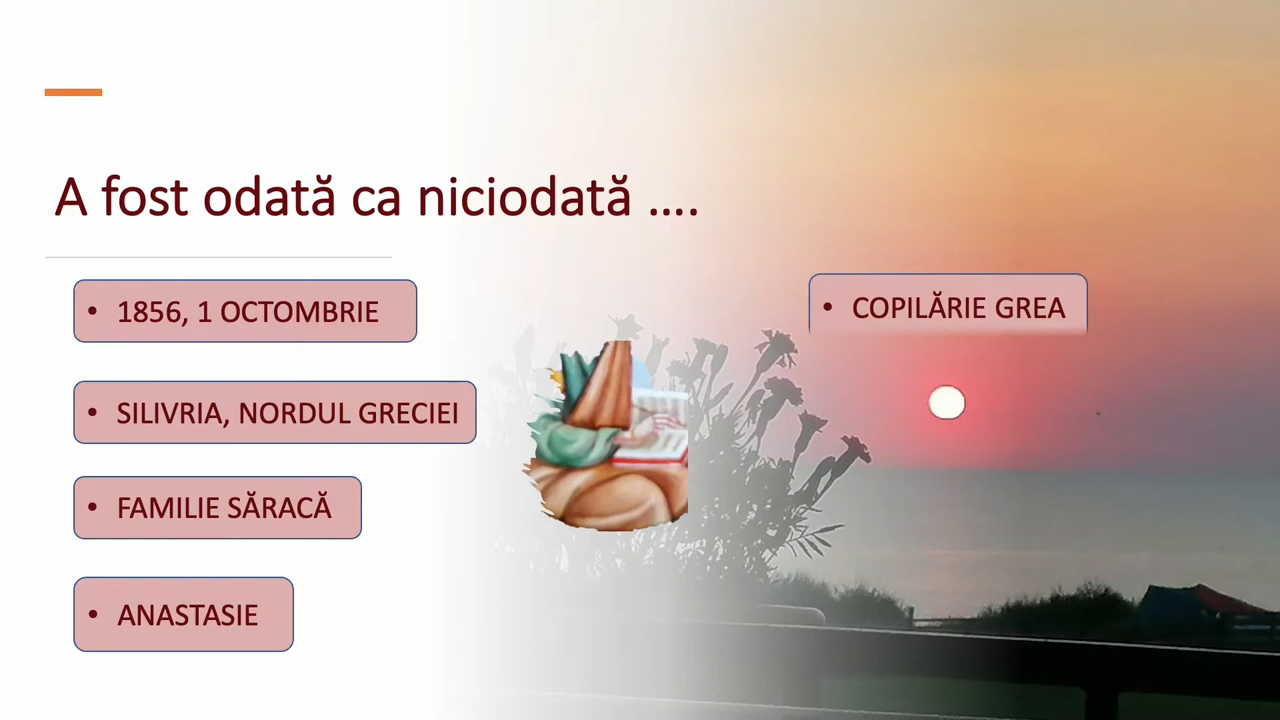 A fost odată ca niciodată ....
• 1856, 1 OCTOMBRIE
• SILIVRIA, NORDUL GRECIEI
• FAMILIE SĂRACĂ
• ANASTASIE
• COPILĂRIE GREA